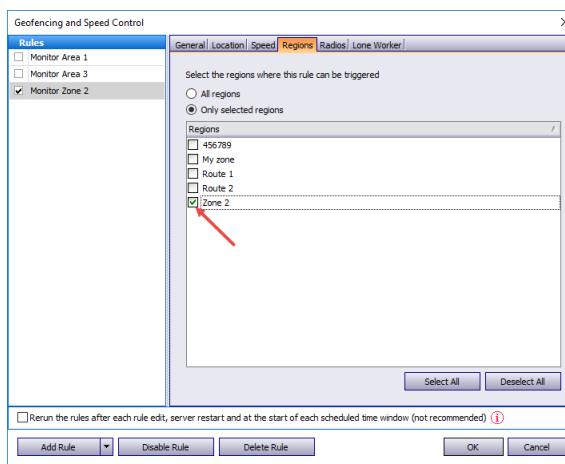 Geofencing and Speed Control
Rules
Monitor Area 1
Monitor Area 3
Monitor Zone 2
General Location Speed Regions Rados Lone Worker
Select the regions where this rule can be triggered
All regions
Only selected regions
Regions
456789
My zone
Route 1
Route 2
Zone 2
Select All Deselect All
Rerun the rules after each rule edit, server restart and at the start of each scheduled time window (not recommended)
Add Rule Disable Rule Delete Rule OK Cancel